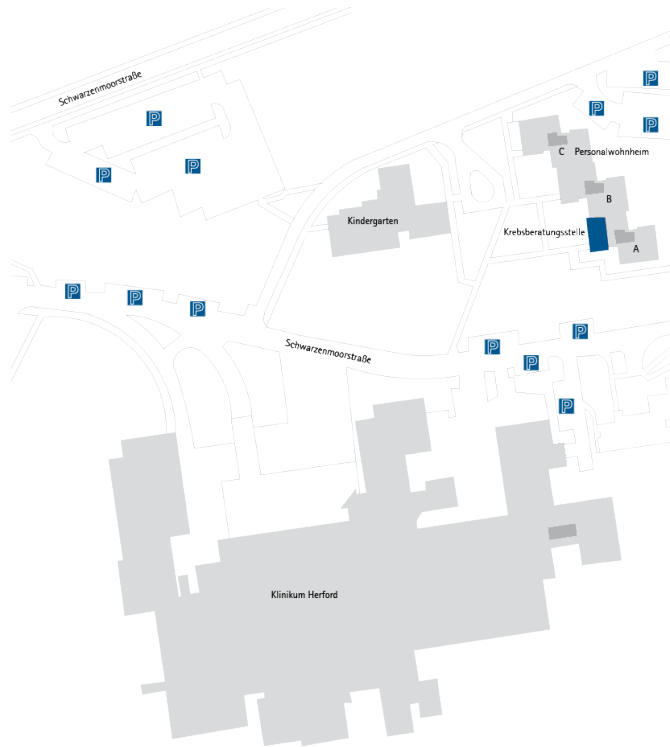 Schwarzenmoorstraße
P
P
P
P
P
P
C Personalwohnheim
B
Kindergarten
Krebsberatungsstelle
A
P
P
P
P
Schwarzenmoorstraße
P
P
P
Klinikum Herford